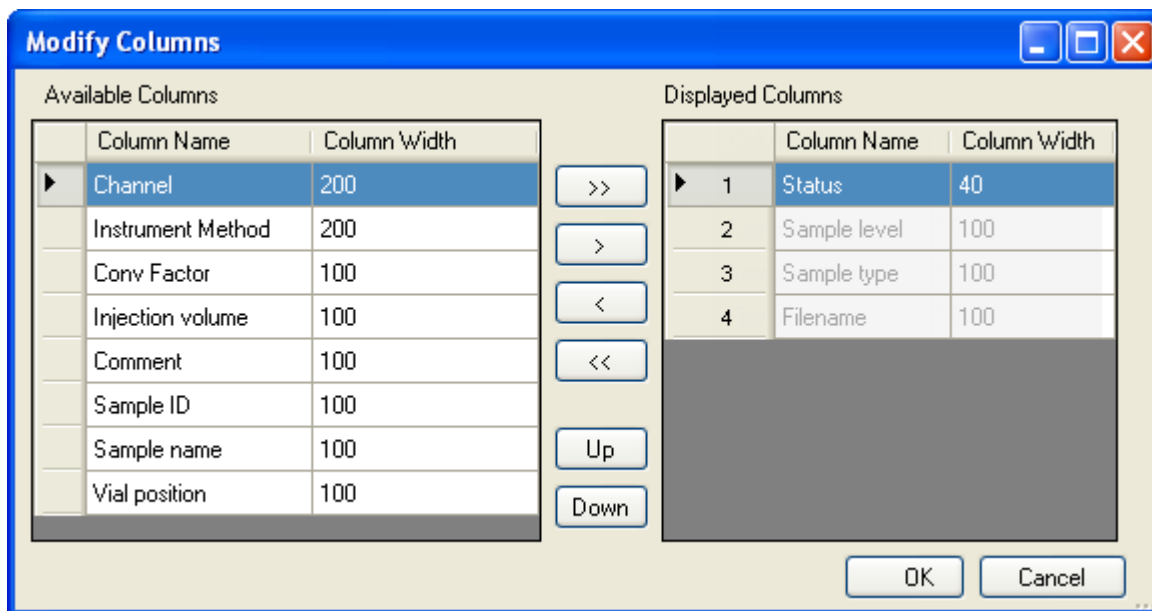 Modify Columns
Available Columns
Column Name Column Width
Channel 200
Instrument Method 200
Conv Factor 100
Injection volume 100
Comment 100
Sample ID 100
Sample name 100
Vial position 100
>>
>
<
<<
Up
Down
Displayed Columns
Column Name Column Width
1 Status 40
2 Sample level 100
3 Sample type 100
4 Filename 100
OK Cancel